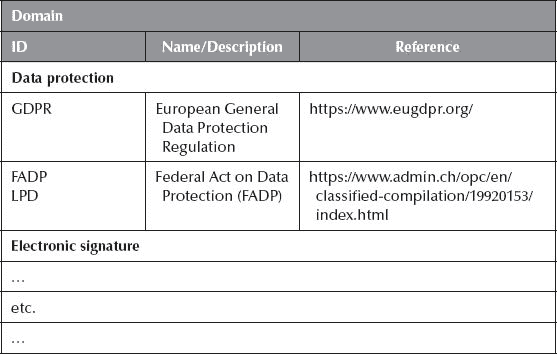 Domain
ID Name/Description Reference
Data protection
GDPR European General https://www.eugdpr.org/
Data Protection
Regulation
FADP Federal Act on Data https://www.admin.ch/opc/en/
LPD Protection (FADP) classified-compilation/19920153/
index.html
Electronic signature
…
etc.
…